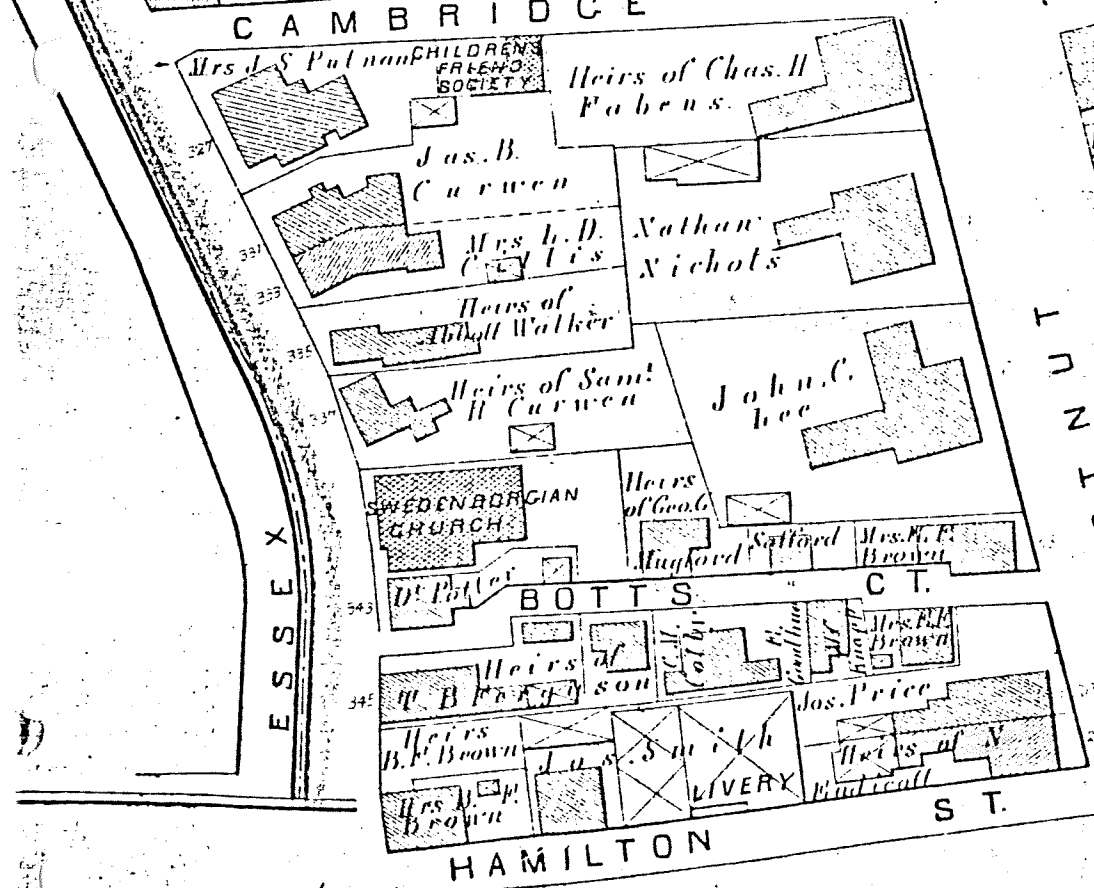 CAMBRIDGE
Mrs J. S Putnam
CHILDRENS
FRIEND
SOCIETY
Heirs of Chas. H
Fabens.
327
Jas. B.
Curwen
331
Mrs L. D.
Nathan
Nichols
333
Heirs of
Abbott Walker
335
337
Heirs of Saml.
H Curwen
John. C.
Lee
SWEDENBORGIAN
CHURCH
Heirs
of Geo. G
Mugford
Safford
Mrs. E. F.
Brown
343
Dr. Potter
BOTTS CT.
ESSEX
345
Heirs of
T. B Ferguson
C. M.
Colby
F.
Mrs. E. F.
Brown
Jos. Price
Heirs
B. F. Brown
Jas. Smith
LIVERY
Heirs of N
Endicott
Mrs B. F.
Brown
HAMILTON ST.